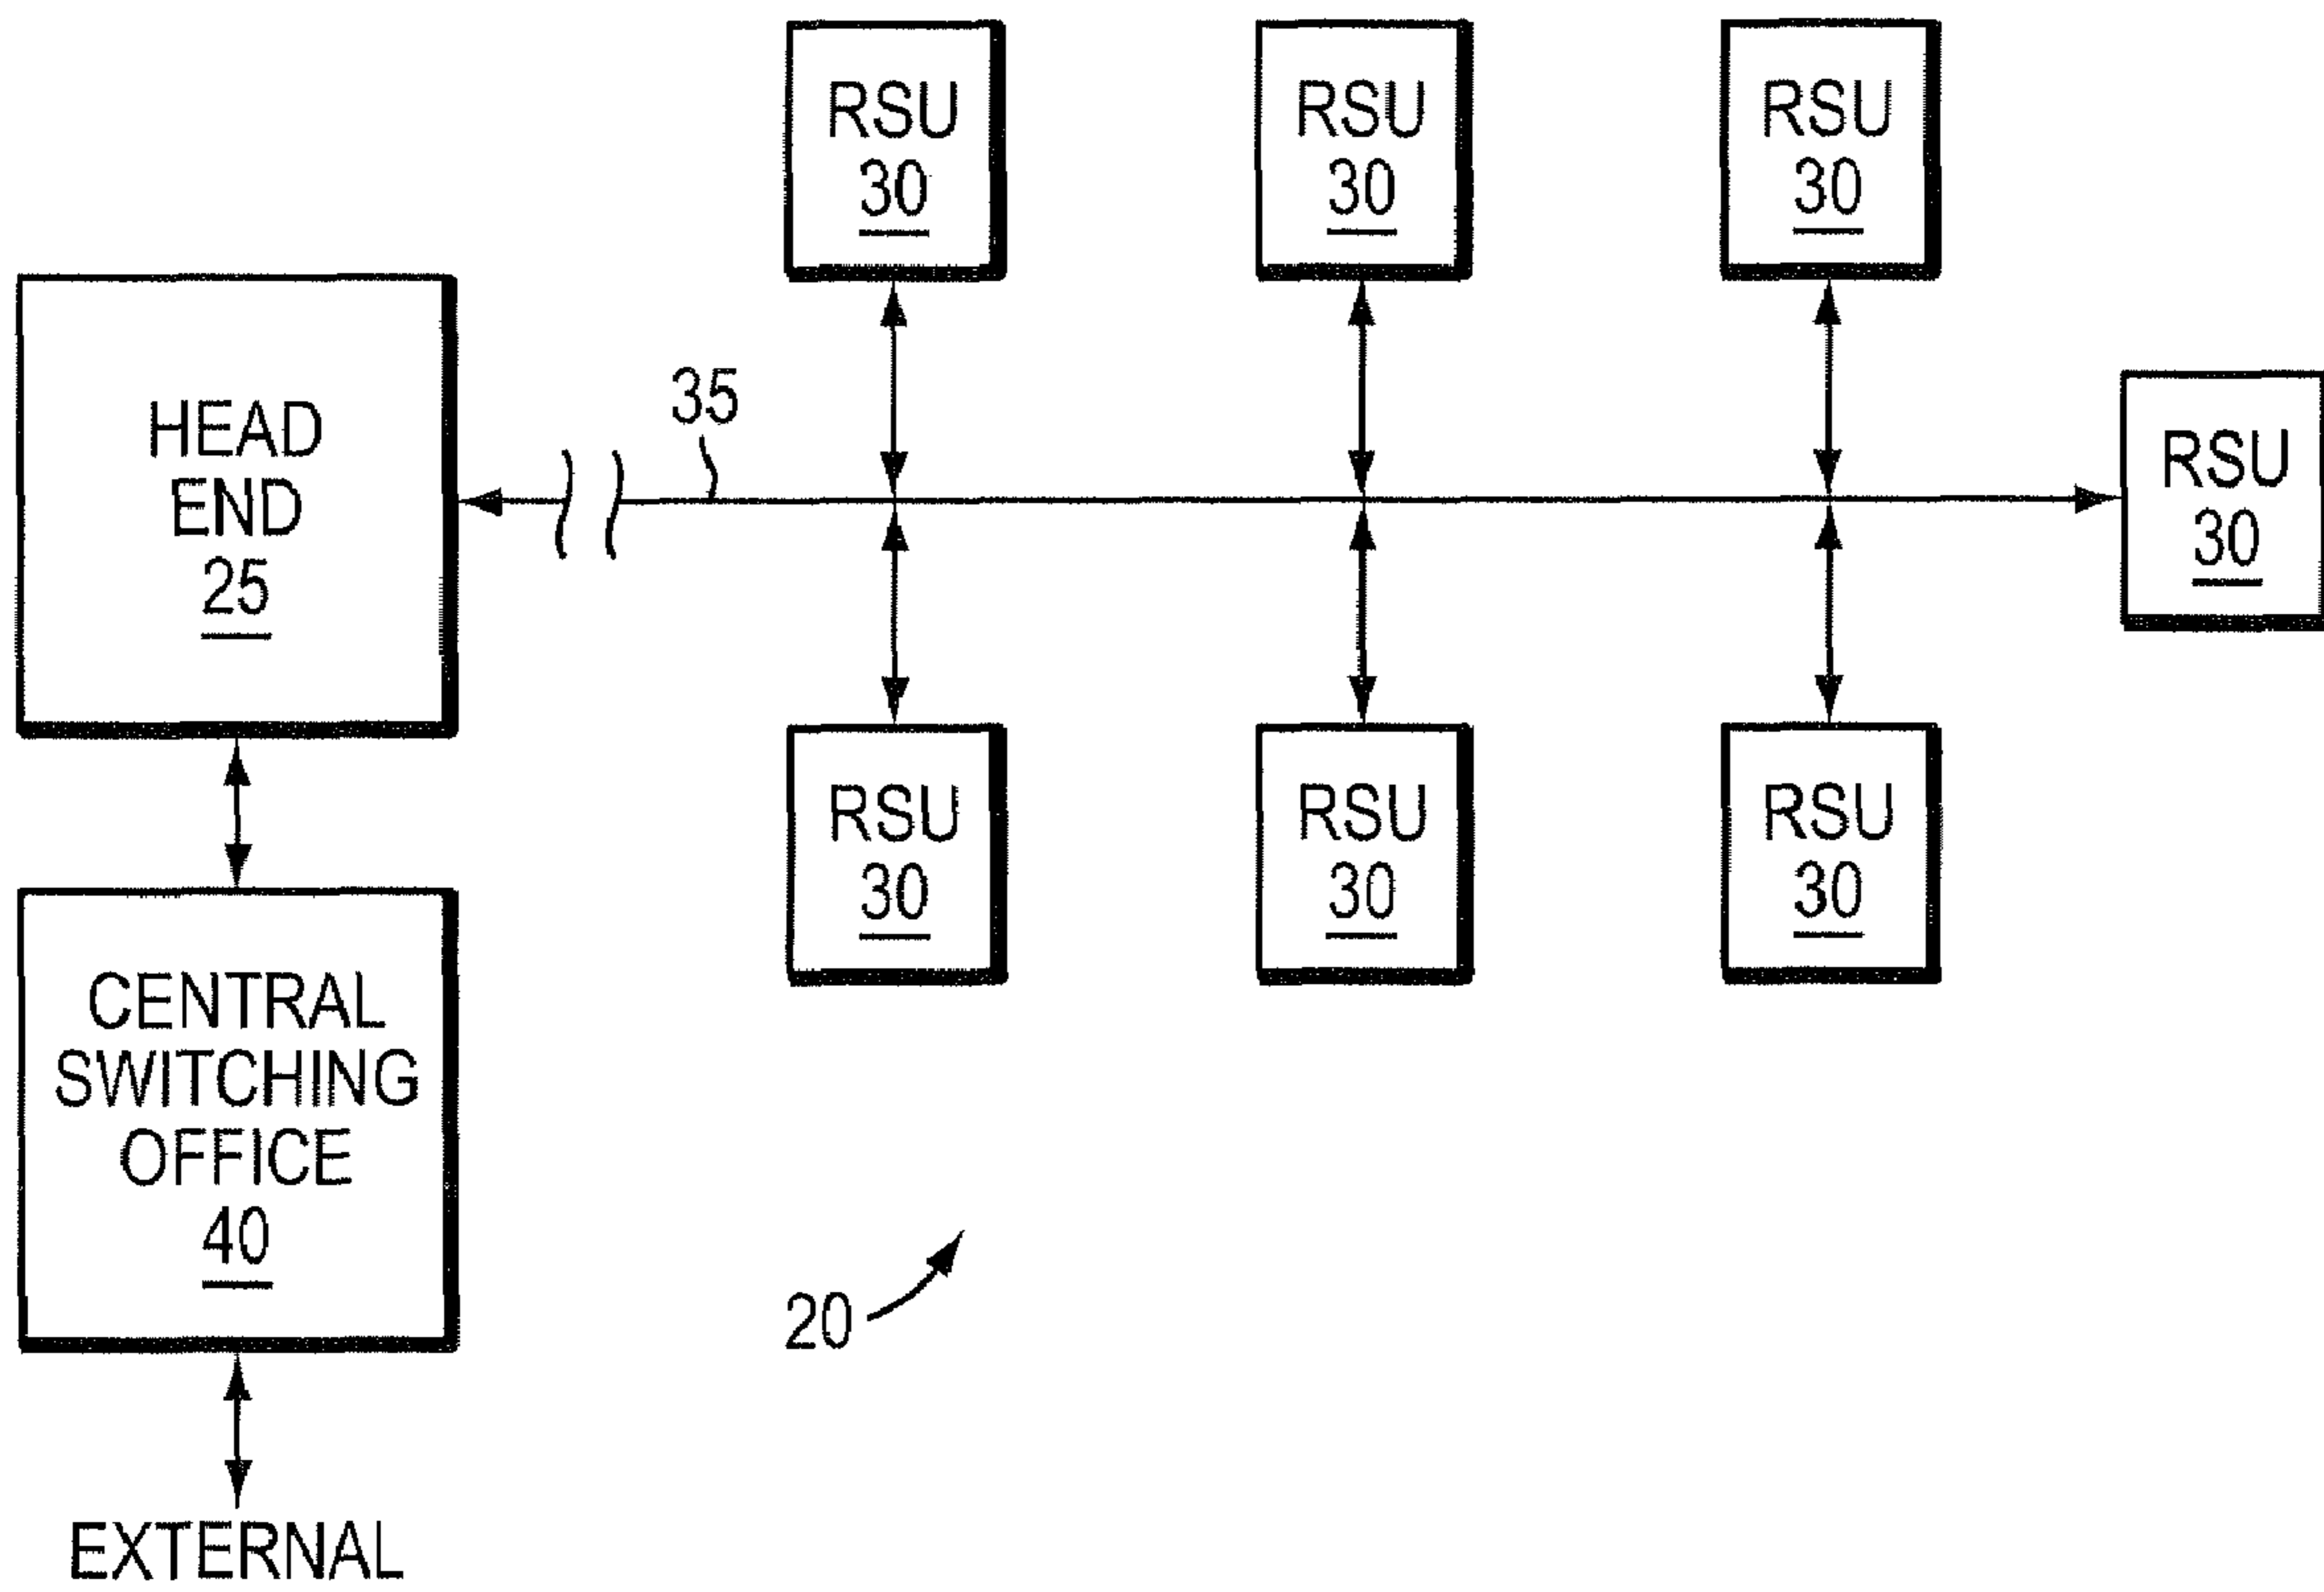 RSU
30
RSU
30
RSU
30
HEAD
END
25
35
RSU
30
RSU
30
RSU
30
RSU
30
CENTRAL
SWITCHING
OFFICE
40
20
EXTERNAL